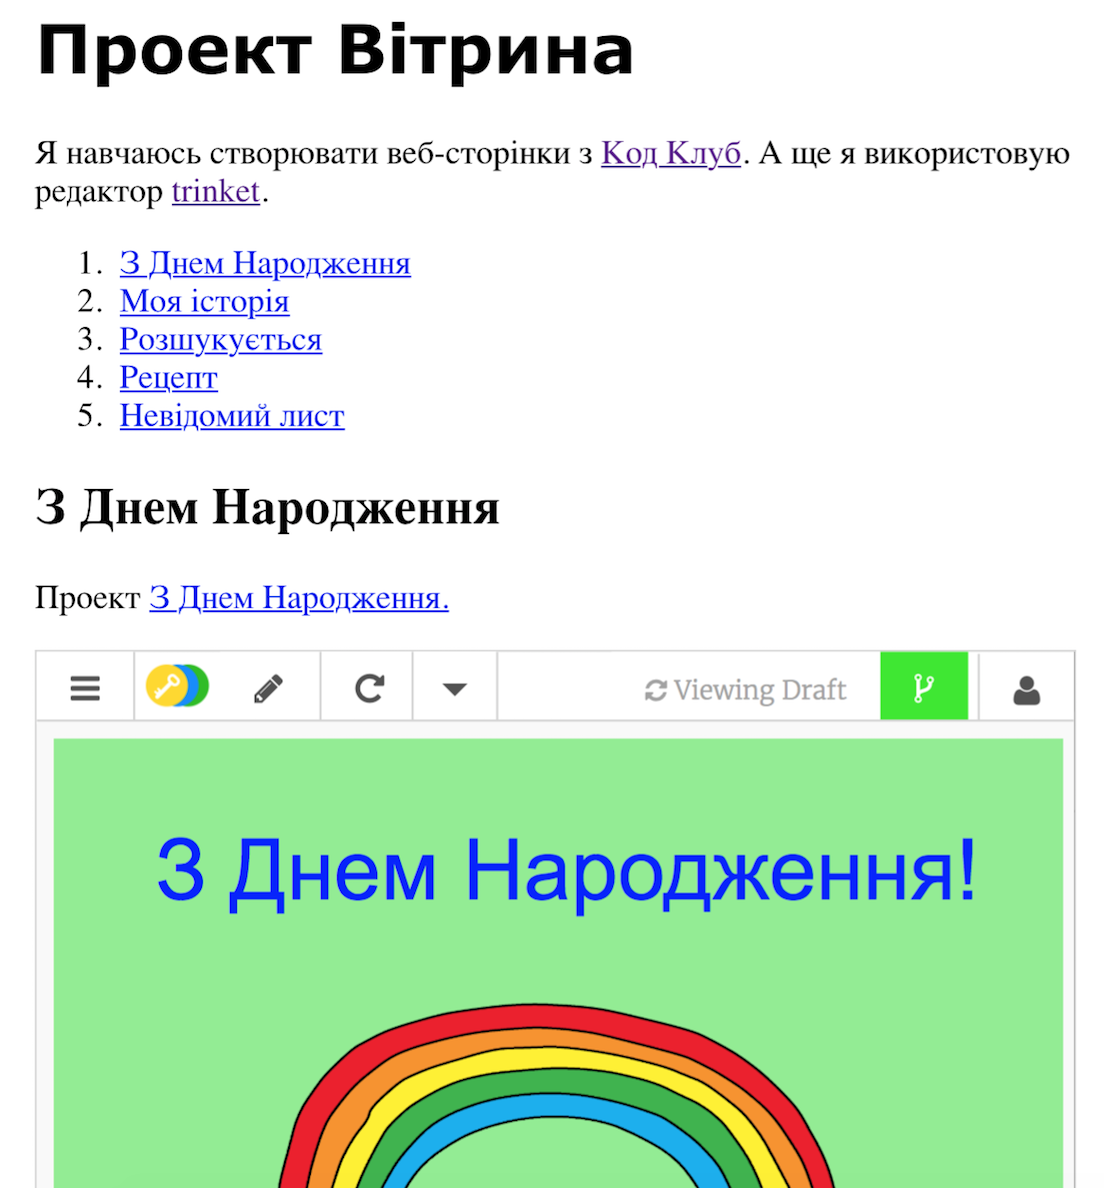 Проект Вітрина
Я навчаюсь створювати веб-сторінки з Код Клуб. А ще я використовую
редактор trinket.
1. З Днем Народження
2. Моя історія
3. Розшукується
4. Рецепт
5. Невідомий лист
З Днем Народження
Проект З Днем Народження.
Viewing Draft
З Днем Народження!